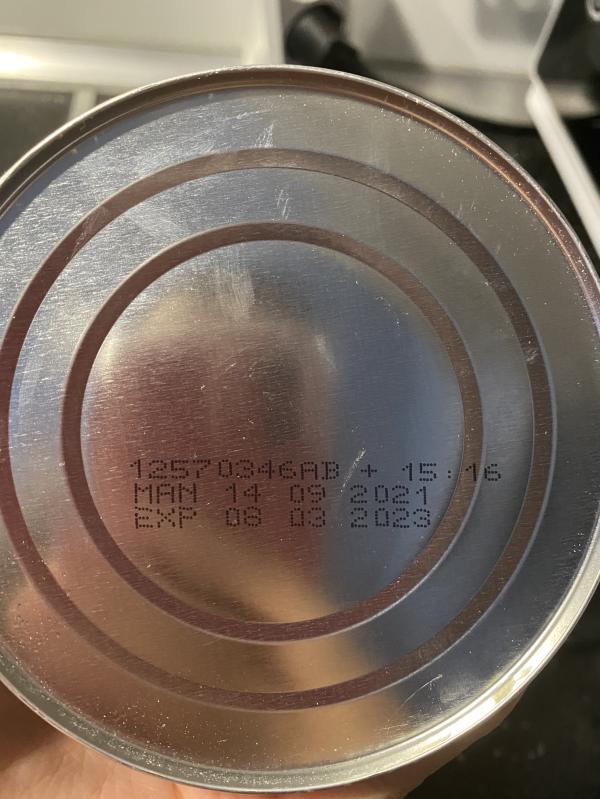 12570346AB + 15:16
MAN 14 09 2021
EXP 08 03 2023